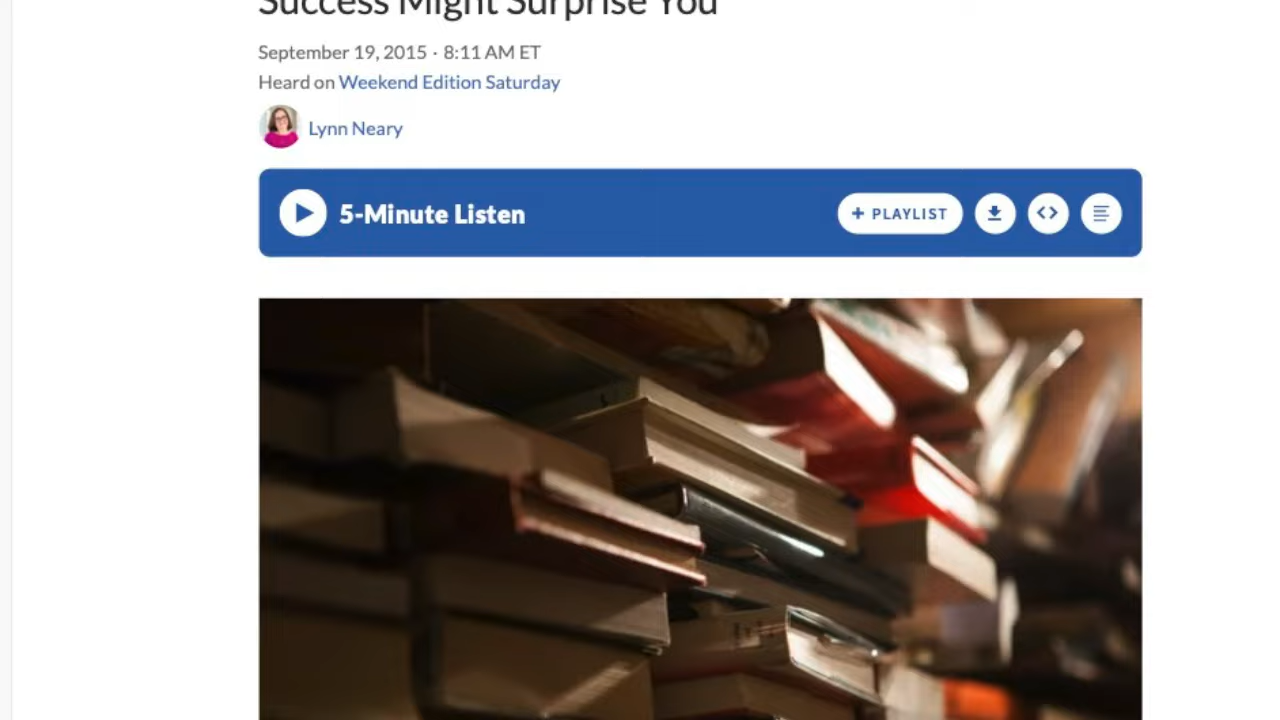 Success Might Surprise You
September 19, 2015 · 8:11 AM ET
Heard on Weekend Edition Saturday
Lynn Neary
5-Minute Listen
+ PLAYLIST